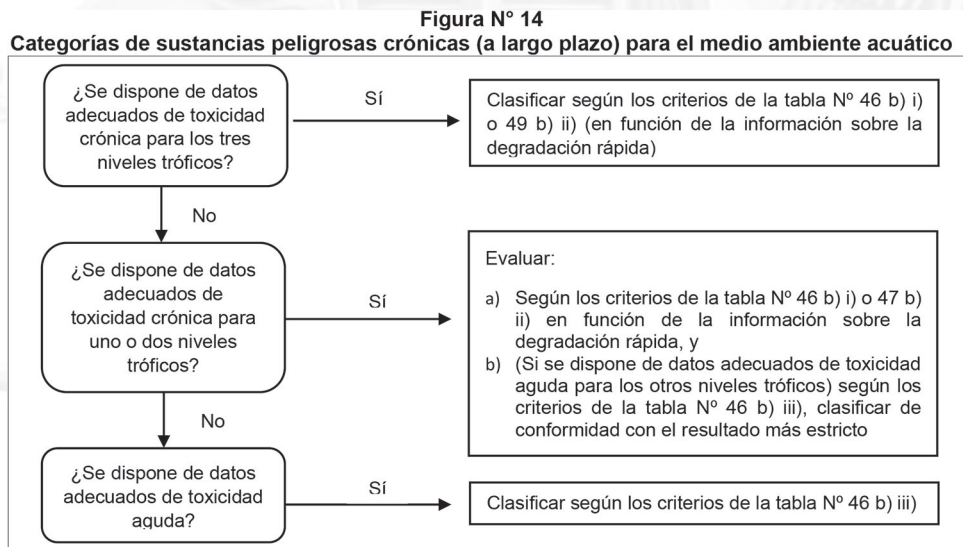 Figura N° 14
Categorías de sustancias peligrosas crónicas (a largo plazo) para el medio ambiente acuático
¿Se dispone de datos
adecuados de toxicidad
crónica para los tres
niveles tróficos?
Sí
Clasificar según los criterios de la tabla Nº 46 b) i)
o 49 b) ii) (en función de la información sobre la
degradación rápida)
No
¿Se dispone de datos
adecuados de
toxicidad crónica para
uno o dos niveles
tróficos?
Sí
Evaluar:
a) Según los criterios de la tabla Nº 46 b) i) o 47 b)
ii) en función de la información sobre la
degradación rápida, y
b) (Si se dispone de datos adecuados de toxicidad
aguda para los otros niveles tróficos) según los
criterios de la tabla Nº 46 b) iii), clasificar de
conformidad con el resultado más estricto
No
¿Se dispone de datos
adecuados de toxicidad
aguda?
Sí
Clasificar según los criterios de la tabla Nº 46 b) iii)